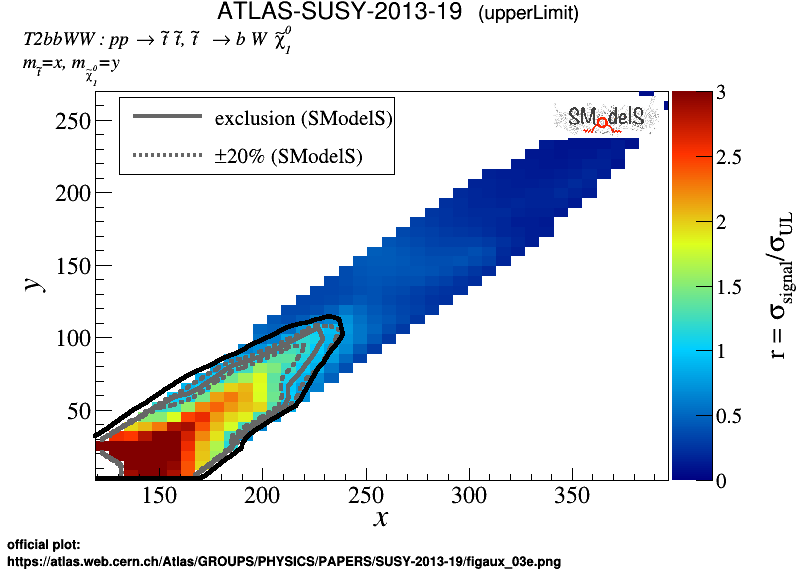 ATLAS-SUSY-2013-19 (upperLimit)
T2bbWW : pp → t̃ t̃, t̃ → b W χ̃₁⁰
m_t̃=x, m_χ̃₁⁰=y
exclusion (SModelS)
±20% (SModelS)
SModelS
250
200
150
100
50
y
150
200
250
300
350
x
3
2.5
2
1.5
1
0.5
0
r = σ_signal/σ_UL
official plot:
https://atlas.web.cern.ch/Atlas/GROUPS/PHYSICS/PAPERS/SUSY-2013-19/figaux_03e.png